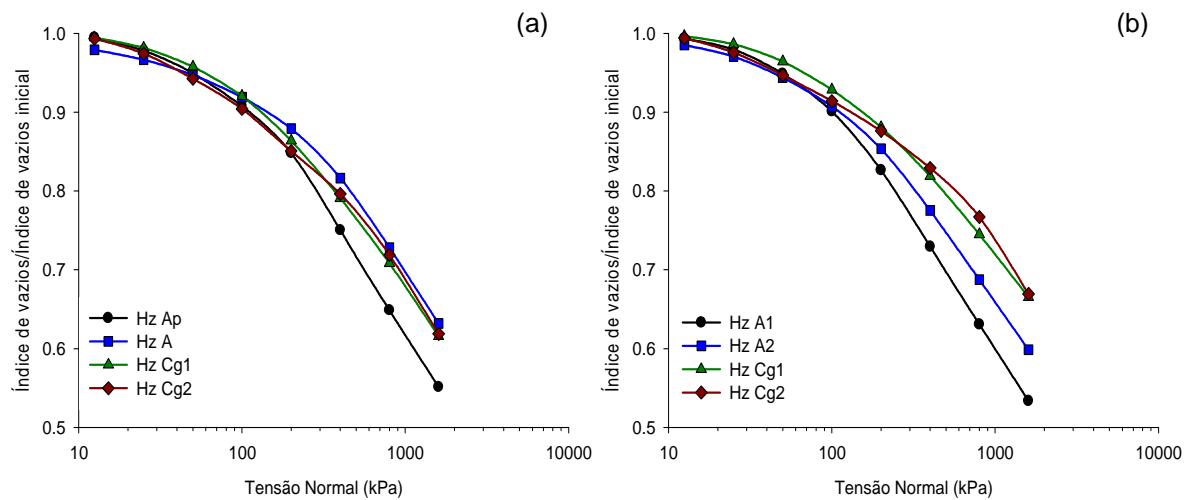 (a)
Índice de vazios/Índice de vazios inicial
1.0
0.9
0.8
0.7
0.6
0.5
Hz Ap
Hz A
Hz Cg1
Hz Cg2
10
100
1000
10000
Tensão Normal (kPa)
(b)
Índice de vazios/Índice de vazios inicial
1.0
0.9
0.8
0.7
0.6
0.5
Hz A1
Hz A2
Hz Cg1
Hz Cg2
10
100
1000
10000
Tensão Normal (kPa)